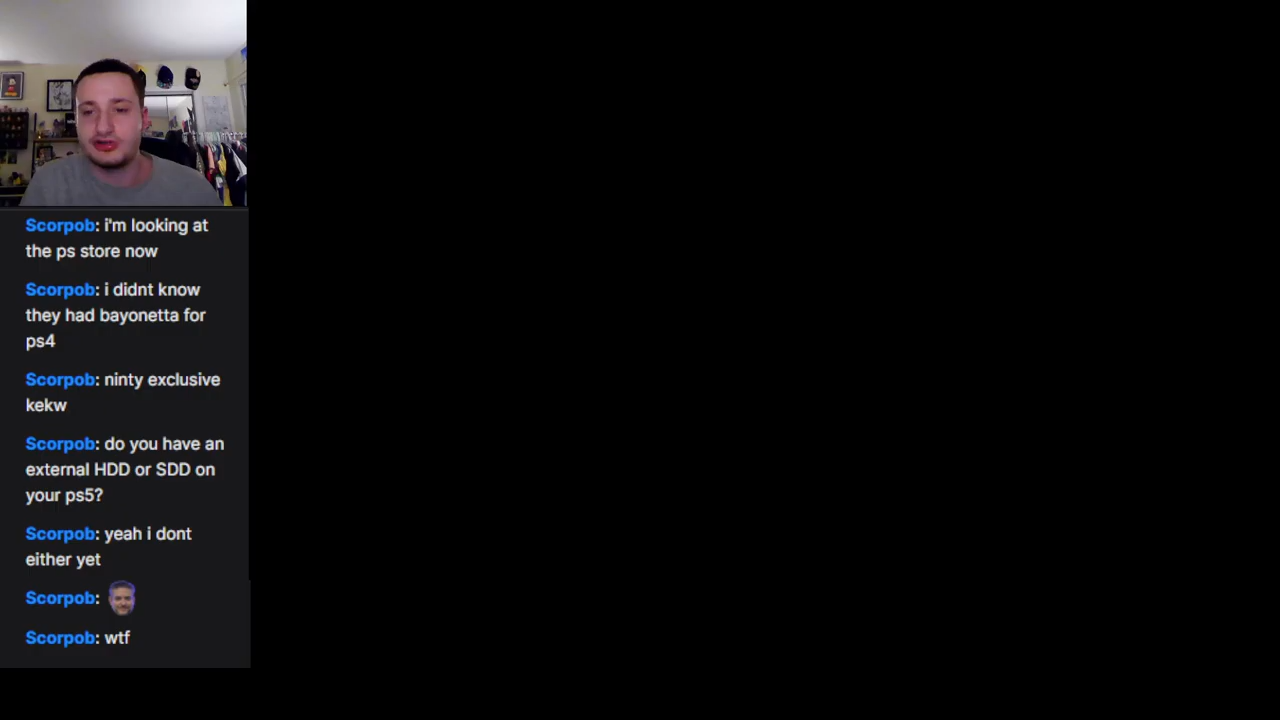 Scorpob: i'm looking at
the ps store now
Scorpob: i didnt know
they had bayonetta for
ps4
Scorpob: ninty exclusive
kekw
Scorpob: do you have an
external HDD or SDD on
your ps5?
Scorpob: yeah i dont
either yet
Scorpob:
Scorpob: wtf